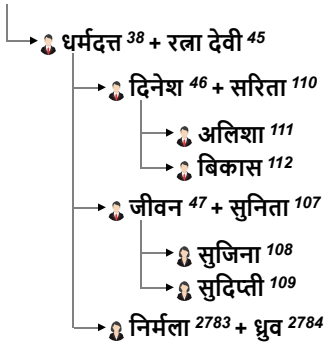 धर्मदत्त 38 + रत्ना देवी 45
दिनेश 46 + सरिता 110
अलिशा 111
बिकास 112
जीवन 47 + सुनिता 107
सुजिना 108
सुदिप्ती 109
निर्मला 2783 + ध्रुव 2784